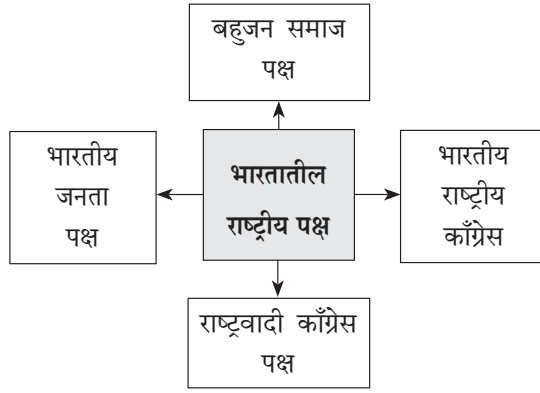 बहुजन समाज
पक्ष
भारतीय
जनता
पक्ष
भारतातील
राष्ट्रीय पक्ष
भारतीय
राष्ट्रीय
काँग्रेस
राष्ट्रवादी काँग्रेस
पक्ष